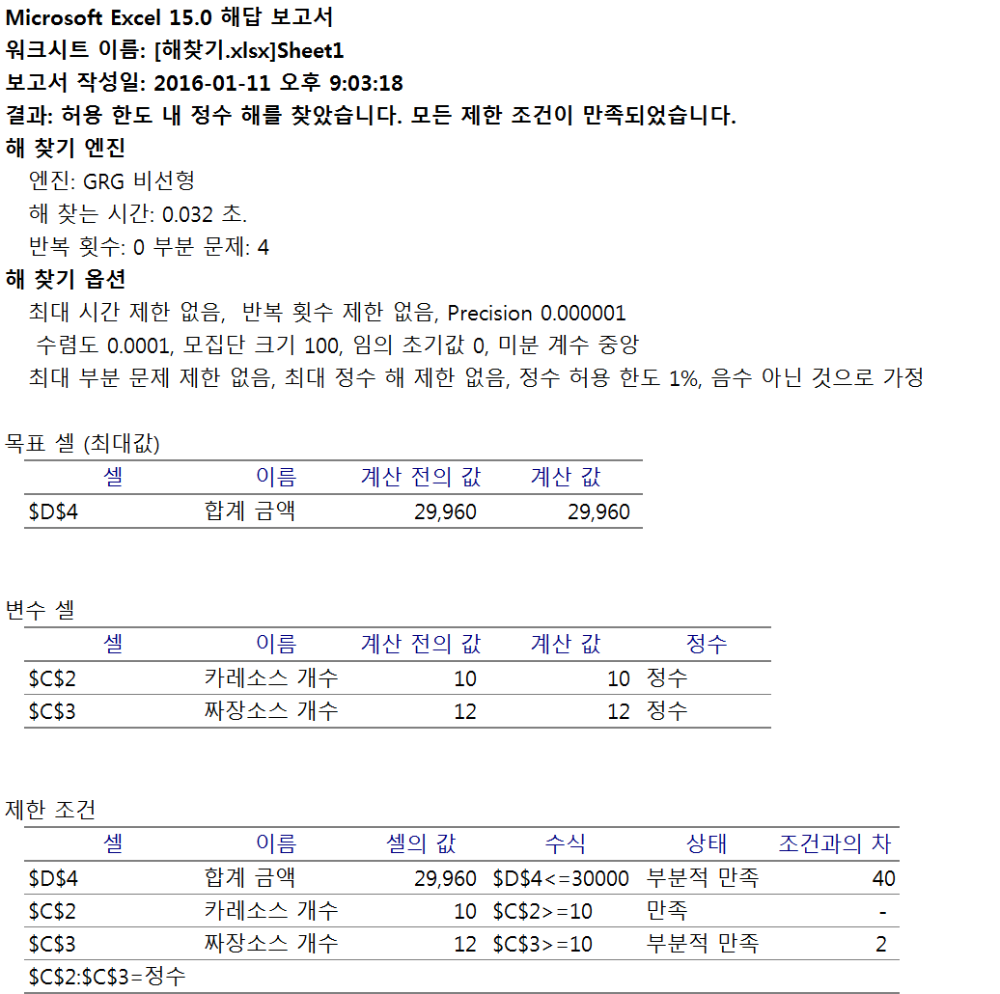 Microsoft Excel 15.0 해답 보고서
워크시트 이름: [해찾기.xlsx]Sheet1
보고서 작성일: 2016-01-11 오후 9:03:18
결과: 허용 한도 내 정수 해를 찾았습니다. 모든 제한 조건이 만족되었습니다.
해 찾기 엔진
엔진: GRG 비선형
해 찾는 시간: 0.032 초.
반복 횟수: 0 부분 문제: 4
해 찾기 옵션
최대 시간 제한 없음, 반복 횟수 제한 없음, Precision 0.000001
수렴도 0.0001, 모집단 크기 100, 임의 초기값 0, 미분 계수 중앙
최대 부분 문제 제한 없음, 최대 정수 해 제한 없음, 정수 허용 한도 1%, 음수 아닌 것으로 가정
목표 셀 (최대값)
셀 이름 계산 전의 값 계산 값
$D$4 합계 금액 29,960 29,960
변수 셀
셀 이름 계산 전의 값 계산 값 정수
$C$2 카레소스 개수 10 10 정수
$C$3 짜장소스 개수 12 12 정수
제한 조건
셀 이름 셀의 값 수식 상태 조건과의 차
$D$4 합계 금액 29,960 $D$4<=30000 부분적 만족 40
$C$2 카레소스 개수 10 $C$2>=10 만족 -
$C$3 짜장소스 개수 12 $C$3>=10 부분적 만족 2
$C$2:$C$3=정수